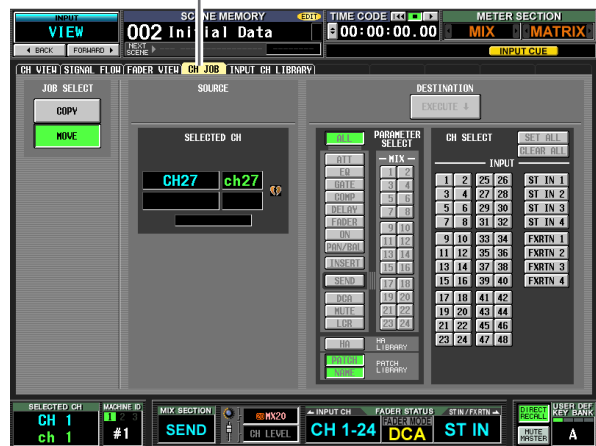 INPUT
VIEW
BACK
FORWARD
SCENE MEMORY
EDIT
002 Initial Data
NEXT SCENE
TIME CODE
00:00:00.00
METER SECTION
MIX
MATRIX
INPUT CUE
CH VIEW
SIGNAL FLOW
FADER VIEW
CH JOB
INPUT CH LIBRARY
JOB SELECT
COPY
MOVE
SOURCE
SELECTED CH
CH27
ch27
DESTINATION
EXECUTE
ALL
ATT
EQ
GATE
COMP
DELAY
FADER
ON
PAN/BAL
INSERT
SEND
DCA
MUTE
LCR
HA
HA LIBRARY
PATCH
NAME
PATCH LIBRARY
PARAMETER SELECT
MIX
1 2
3 4
5 6
7 8
9 10
11 12
13 14
15 16
17 18
19 20
21 22
23 24
CH SELECT
SET ALL
CLEAR ALL
INPUT
1 2 25 26 ST IN 1
3 4 27 28 ST IN 2
5 6 29 30 ST IN 3
7 8 31 32 ST IN 4
9 10 33 34 FXRTN 1
11 12 35 36 FXRTN 2
13 14 37 38 FXRTN 3
15 16 39 40 FXRTN 4
17 18 41 42
19 20 43 44
21 22 45 46
23 24 47 48
SELECTED CH
CH 1
ch 1
MACHINE ID
1 2 3
#1
MIX SECTION
SEND
MX20
CH LEVEL
INPUT CH
CH 1-24
FADER STATUS
FADER MODE
DCA
ST IN/FXRTN
ST IN
DIRECT RECALL
MUTE MASTER
USER DEF KEY BANK
A